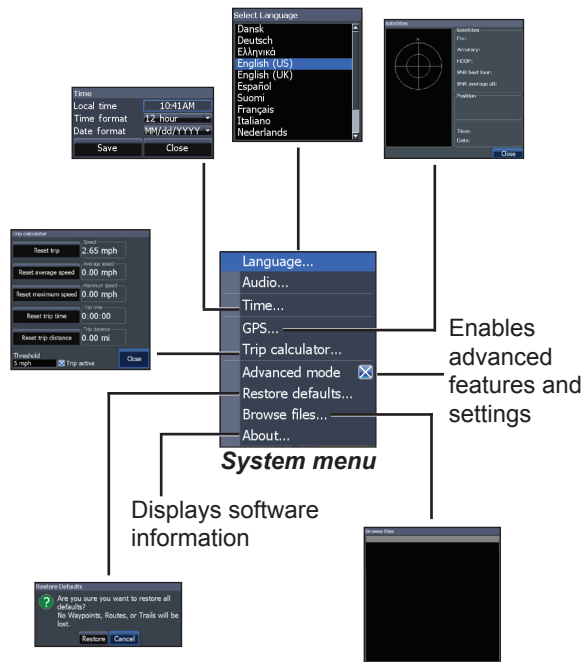 Select Language
Dansk
Deutsch
Ελληνικά
English (US)
English (UK)
Español
Suomi
Français
Italiano
Nederlands
Time
Local time 10:41AM
Time format 12 hour
Date format MM/dd/YYYY
Save Close
Satellites
N
Satellites
Fix:
Accuracy:
HDOP:
SNR best four:
SNR average all:
Position
Time:
Date:
Close
Trip calculator
Speed
Reset trip 2.65 mph
Average speed
Reset average speed 0.00 mph
Maximum speed
Reset maximum speed 0.00 mph
Trip time
Reset trip time 0:00:00
Trip distance
Reset trip distance 0.00 mi
Threshold
5 mph Trip active
Close
Language...
Audio...
Time...
GPS...
Trip calculator...
Advanced mode
Restore defaults...
Browse files...
About...
System menu
Enables
advanced
features and
settings
Displays software
information
Restore Defaults
? Are you sure you want to restore all
defaults?
No Waypoints, Routes, or Trails will be
lost.
Restore Cancel
Browse files